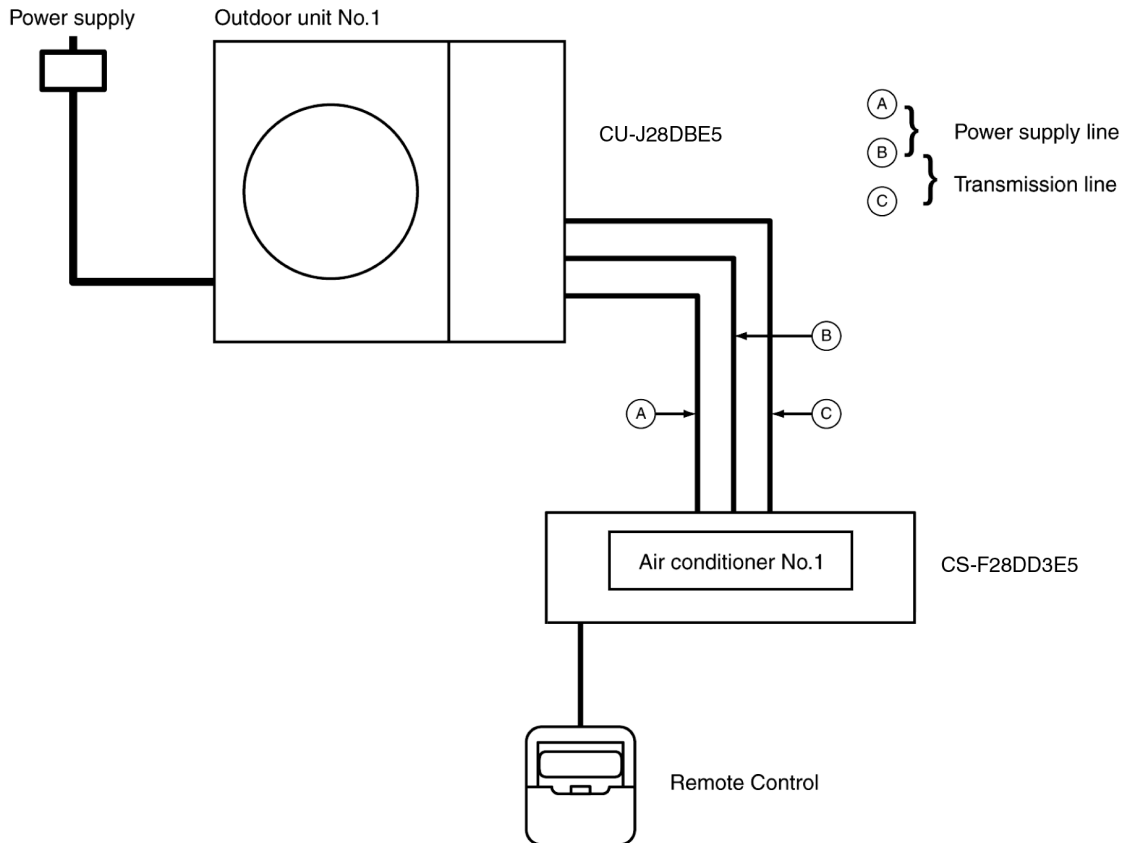 Power supply
Outdoor unit No.1
CU-J28DBE5
A
B
C
Power supply line
Transmission line
B
A
C
Air conditioner No.1
CS-F28DD3E5
Remote Control